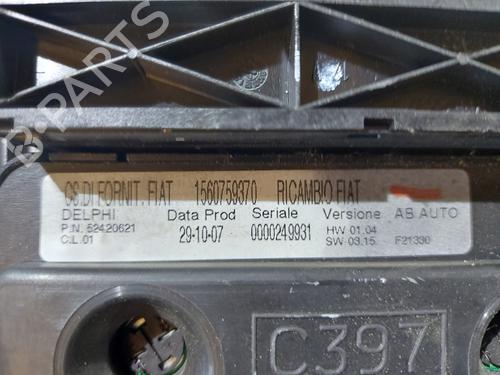 B-PARTS
CS.DI FORNIT. FIAT 1560759370 RICAMBIO FIAT
DELPHI Data Prod Seriale Versione AB AUTO
P.N. 52420621 29-10-07 0000249931 HW 01.04 F21330
C.L. 01 SW 03.15
C397